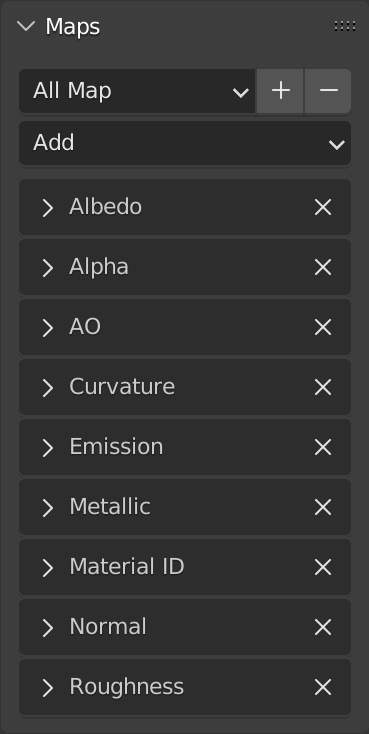 Maps
All Map
Add
Albedo
Alpha
AO
Curvature
Emission
Metallic
Material ID
Normal
Roughness